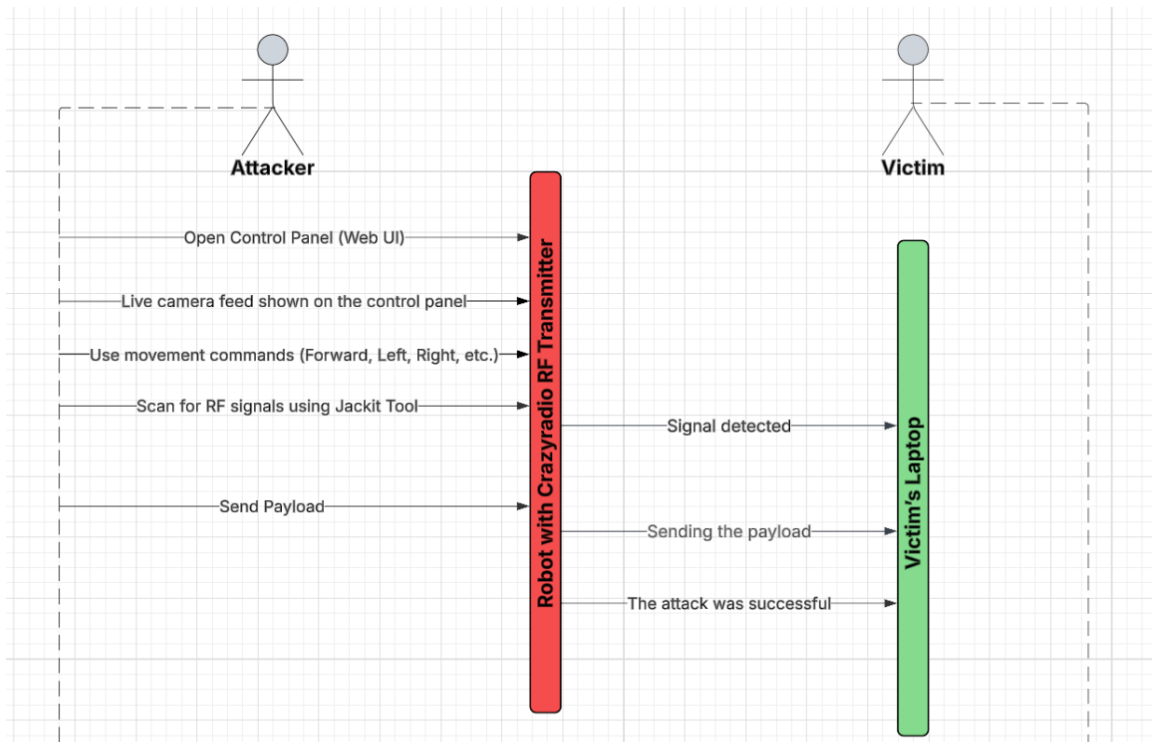 Attacker
Victim
Open Control Panel (Web UI)
Live camera feed shown on the control panel
Use movement commands (Forward, Left, Right, etc.)
Scan for RF signals using Jackit Tool
Signal detected
Send Payload
Sending the payload
The attack was successful
Robot with Crazyradio RF Transmitter
Victim's Laptop